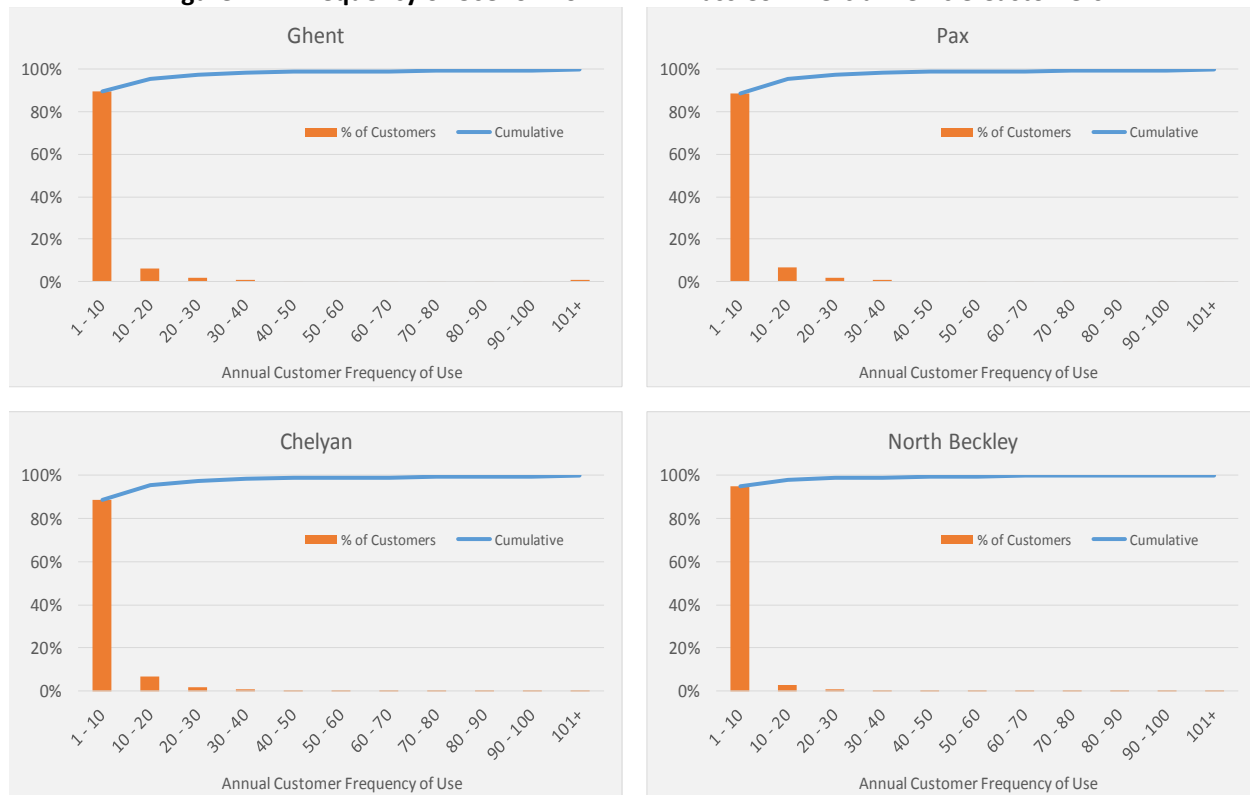 Ghent
100%
80%
60%
40%
20%
0%
% of Customers
Cumulative
1 - 10
10 - 20
20 - 30
30 - 40
40 - 50
50 - 60
60 - 70
70 - 80
80 - 90
90 - 100
101+
Annual Customer Frequency of Use
Pax
100%
80%
60%
40%
20%
0%
% of Customers
Cumulative
1 - 10
10 - 20
20 - 30
30 - 40
40 - 50
50 - 60
60 - 70
70 - 80
80 - 90
90 - 100
101+
Annual Customer Frequency of Use
Chelyan
100%
80%
60%
40%
20%
0%
% of Customers
Cumulative
1 - 10
10 - 20
20 - 30
30 - 40
40 - 50
50 - 60
60 - 70
70 - 80
80 - 90
90 - 100
101+
Annual Customer Frequency of Use
North Beckley
100%
80%
60%
40%
20%
0%
% of Customers
Cumulative
1 - 10
10 - 20
20 - 30
30 - 40
40 - 50
50 - 60
60 - 70
70 - 80
80 - 90
90 - 100
101+
Annual Customer Frequency of Use